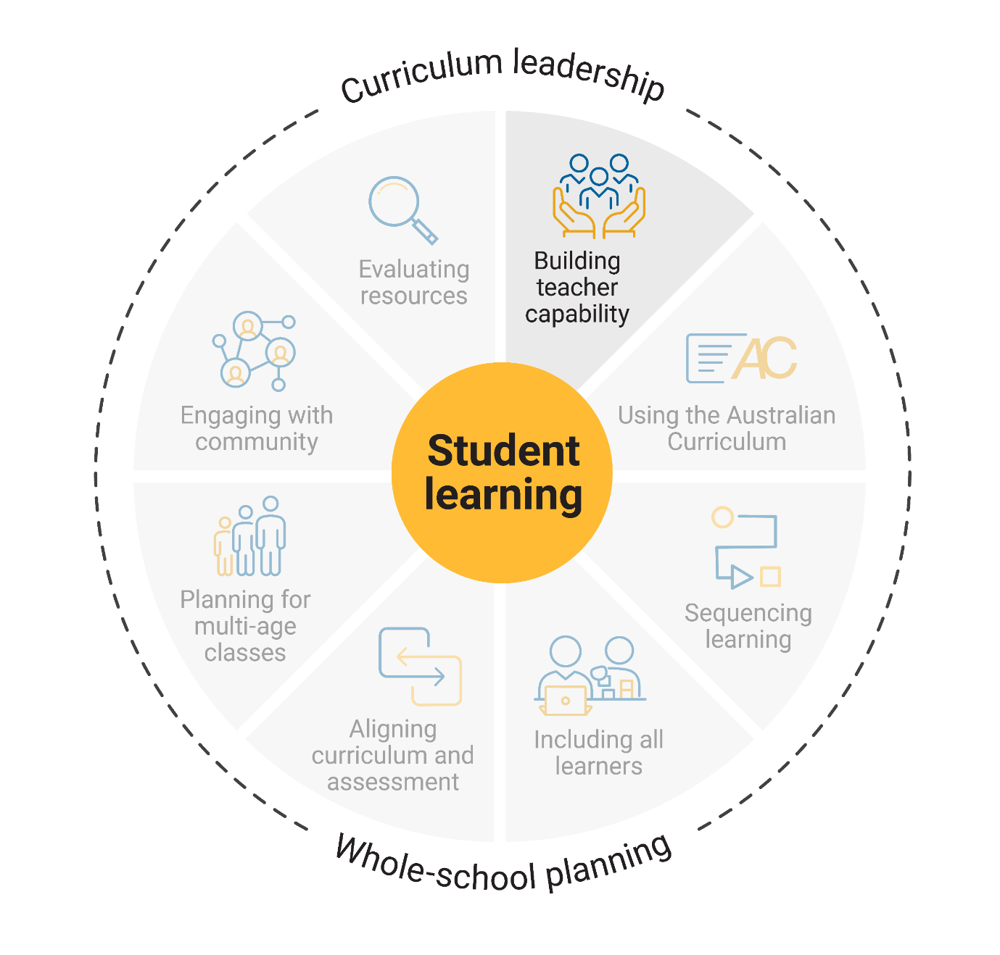 Curriculum leadership
Building
teacher
capability
AC
Using the Australian
Curriculum
Sequencing
learning
Including all
learners
Aligning
curriculum and
assessment
Planning for
multi-age
classes
Engaging with
community
Evaluating
resources
Student
learning
Whole-school planning